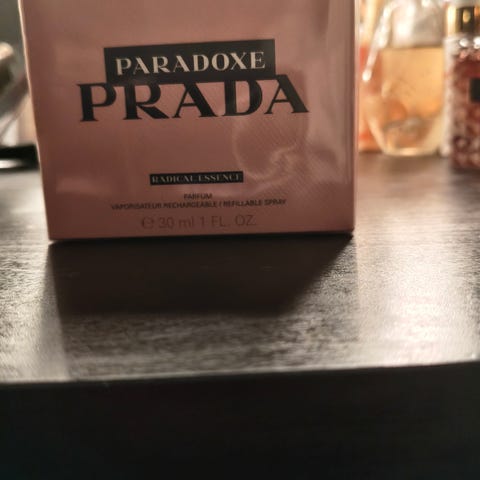 PARADOXE
PRADA
RADICAL ESSENCE
PARFUM
VAPORISATEUR RECHARGEABLE / REFILLABLE SPRAY
℮ 30 ml 1 FL. OZ.